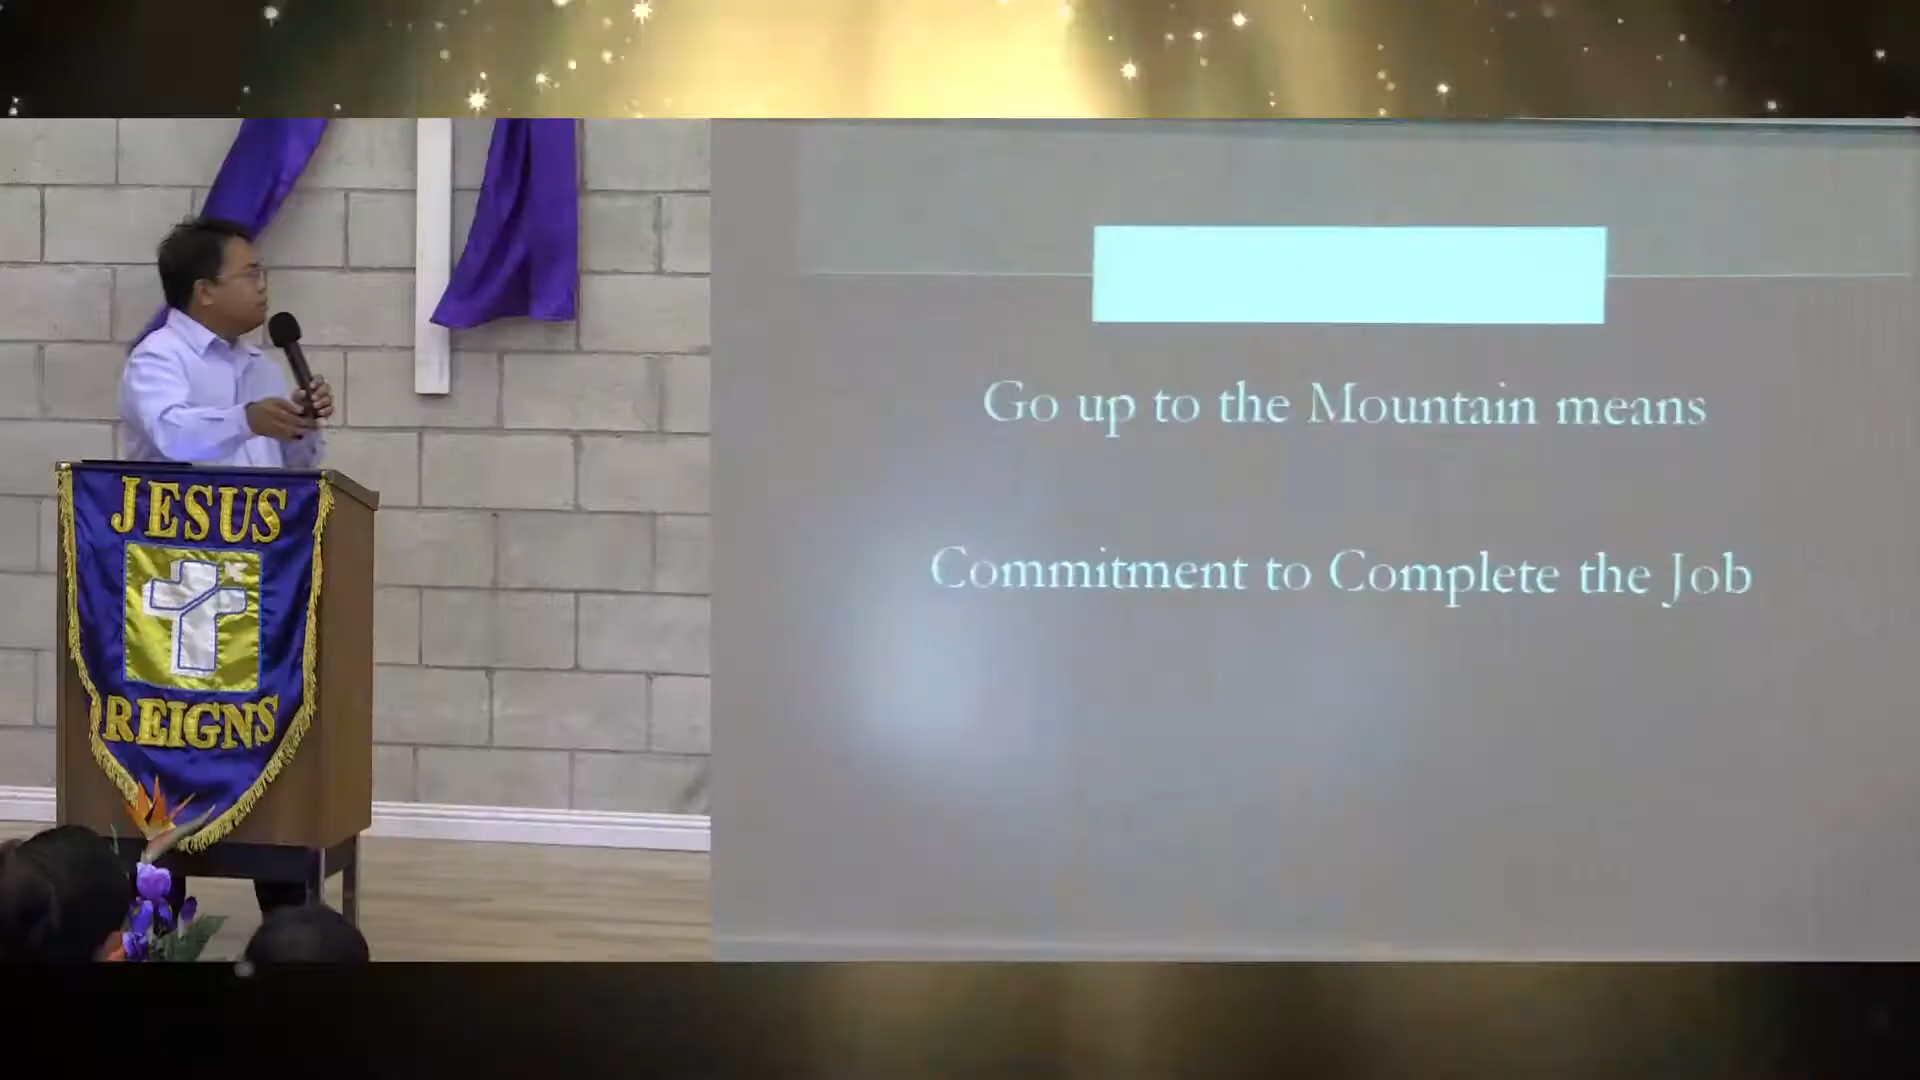 JESUS
REIGNS
Go up to the Mountain means
Commitment to Complete the Job